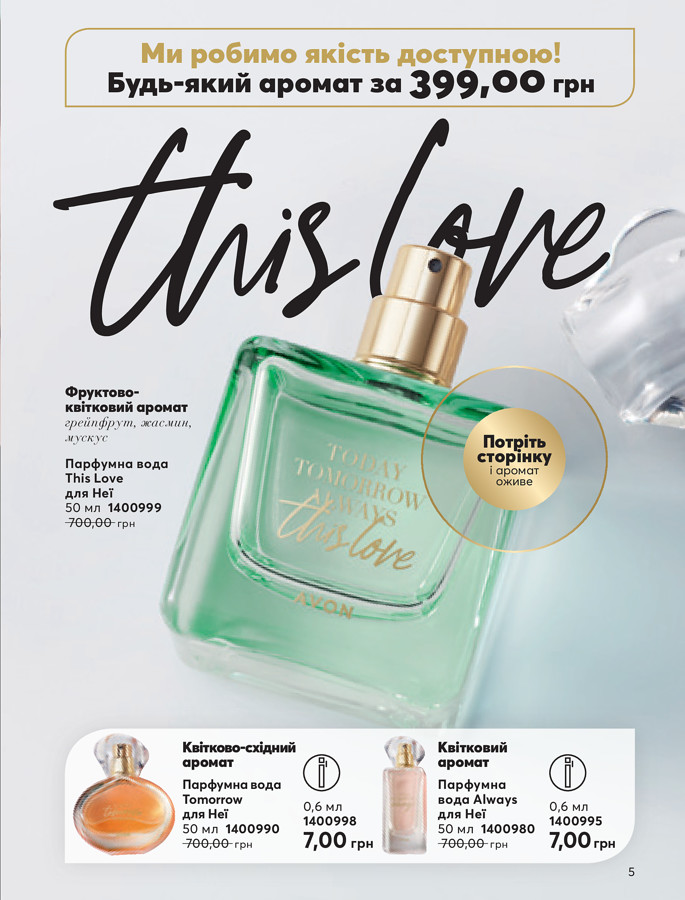 Ми робимо якість доступною!
Будь-який аромат за 399,00 грн
this love
Фруктово-
квітковий аромат
грейпфрут, жасмин,
мускус
Парфумна вода
This Love
для Неї
50 мл 1400999
700,00 грн
TODAY
TOMORROW
ALWAYS
this love
AVON
Потріть
сторінку
і аромат
оживе
Квітково-східний
аромат
Парфумна вода
Tomorrow
для Неї
50 мл 1400990
700,00 грн
0,6 мл
1400998
7,00 грн
Квітковий
аромат
Парфумна
вода Always
для Неї
50 мл 1400980
700,00 грн
0,6 мл
1400995
7,00 грн
5